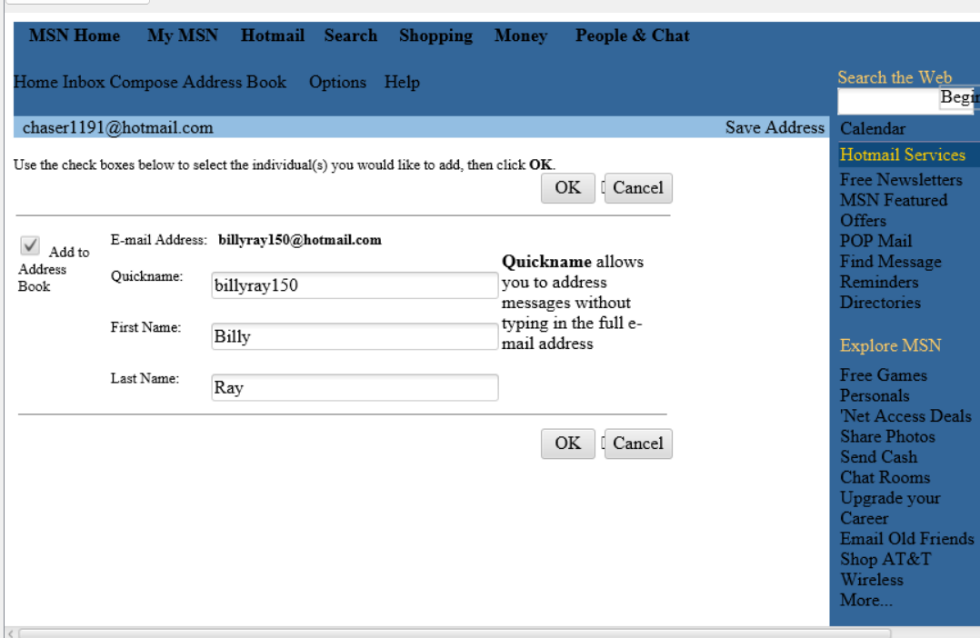 MSN Home My MSN Hotmail Search Shopping Money People & Chat
Home Inbox Compose Address Book Options Help
chaser1191@hotmail.com Save Address
Use the check boxes below to select the individual(s) you would like to add, then click OK.
OK Cancel
Add to
Address
Book
E-mail Address: billyray150@hotmail.com
Quickname: billyray150
First Name: Billy
Last Name: Ray
Quickname allows
you to address
messages without
typing in the full e-
mail address
OK Cancel
Search the Web
Begin
Calendar
Hotmail Services
Free Newsletters
MSN Featured
Offers
POP Mail
Find Message
Reminders
Directories
Explore MSN
Free Games
Personals
'Net Access Deals
Share Photos
Send Cash
Chat Rooms
Upgrade your
Career
Email Old Friends
Shop AT&T
Wireless
More...